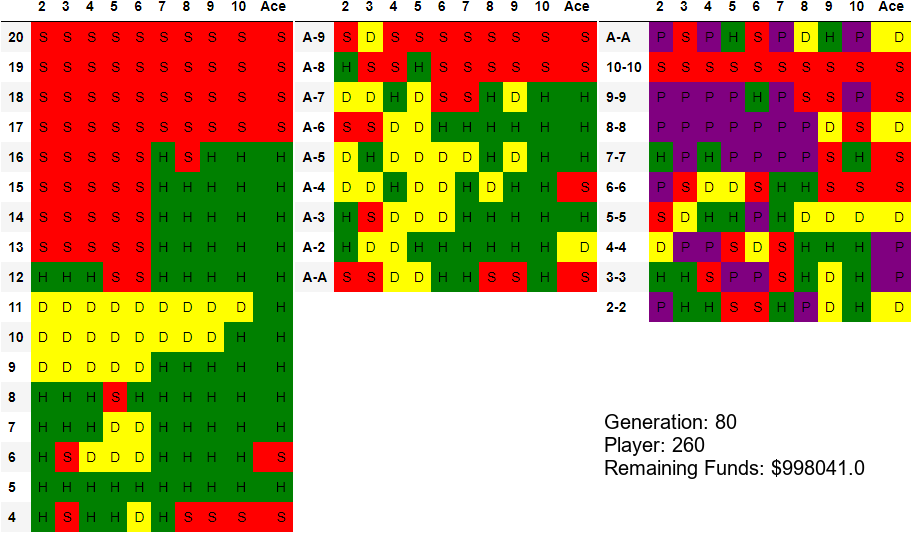 2 3 4 5 6 7 8 9 10 Ace 2 3 4 5 6 7 8 9 10 Ace 2 3 4 5 6 7 8 9 10 Ace
20 S S S S S S S S S S A-9 S D S S S S S S S S A-A P S P H S P D H P D
19 S S S S S S S S S S A-8 H S S H S S S S S S 10-10 S S S S S S S S S S
18 S S S S S S S S S S A-7 D D H D S S H D H H 9-9 P P P P H P S S P S
17 S S S S S S S S S S A-6 S S D D H H H H H H 8-8 P P P P P P P D S D
16 S S S S S H S H H H A-5 D H D D D D H D H H 7-7 H P H P P P P S H S
15 S S S S S H H H H H A-4 D D H D D H D H H S 6-6 P S D D S H H S S S
14 S S S S S H H H H H A-3 H S D D D H H H H H 5-5 S D H H P H D D D D
13 S S S S S H H H H H A-2 H D D H H H H H H D 4-4 D P P S D S H H H P
12 H H H S S H H H H H A-A S S D D H H S S H S 3-3 H H S P P S H D H P
11 D D D D D D D D D H 2-2 P H H S S H P D H D
10 D D D D D D D D H H
9 D D D D D H H H H H
8 H H H S H H H H H H
7 H H H D D H H H H H
6 H S D D D H H H H S
5 H H H H H H H H H H
4 H S H H D H S S S S
Generation: 80
Player: 260
Remaining Funds: $998041.0